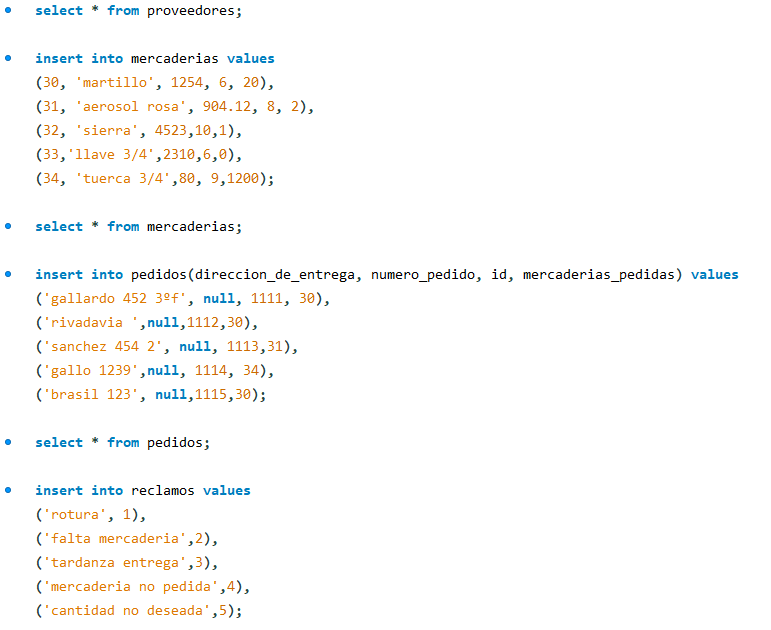 select * from proveedores;
insert into mercaderias values
(30, 'martillo', 1254, 6, 20),
(31, 'aerosol rosa', 904.12, 8, 2),
(32, 'sierra', 4523,10,1),
(33,'llave 3/4',2310,6,0),
(34, 'tuerca 3/4',80, 9,1200);
select * from mercaderias;
insert into pedidos(direccion_de_entrega, numero_pedido, id, mercaderias_pedidas) values
('gallardo 452 3ºf', null, 1111, 30),
('rivadavia ',null,1112,30),
('sanchez 454 2', null, 1113,31),
('gallo 1239',null, 1114, 34),
('brasil 123', null,1115,30);
select * from pedidos;
insert into reclamos values
('rotura', 1),
('falta mercaderia',2),
('tardanza entrega',3),
('mercaderia no pedida',4),
('cantidad no deseada',5);